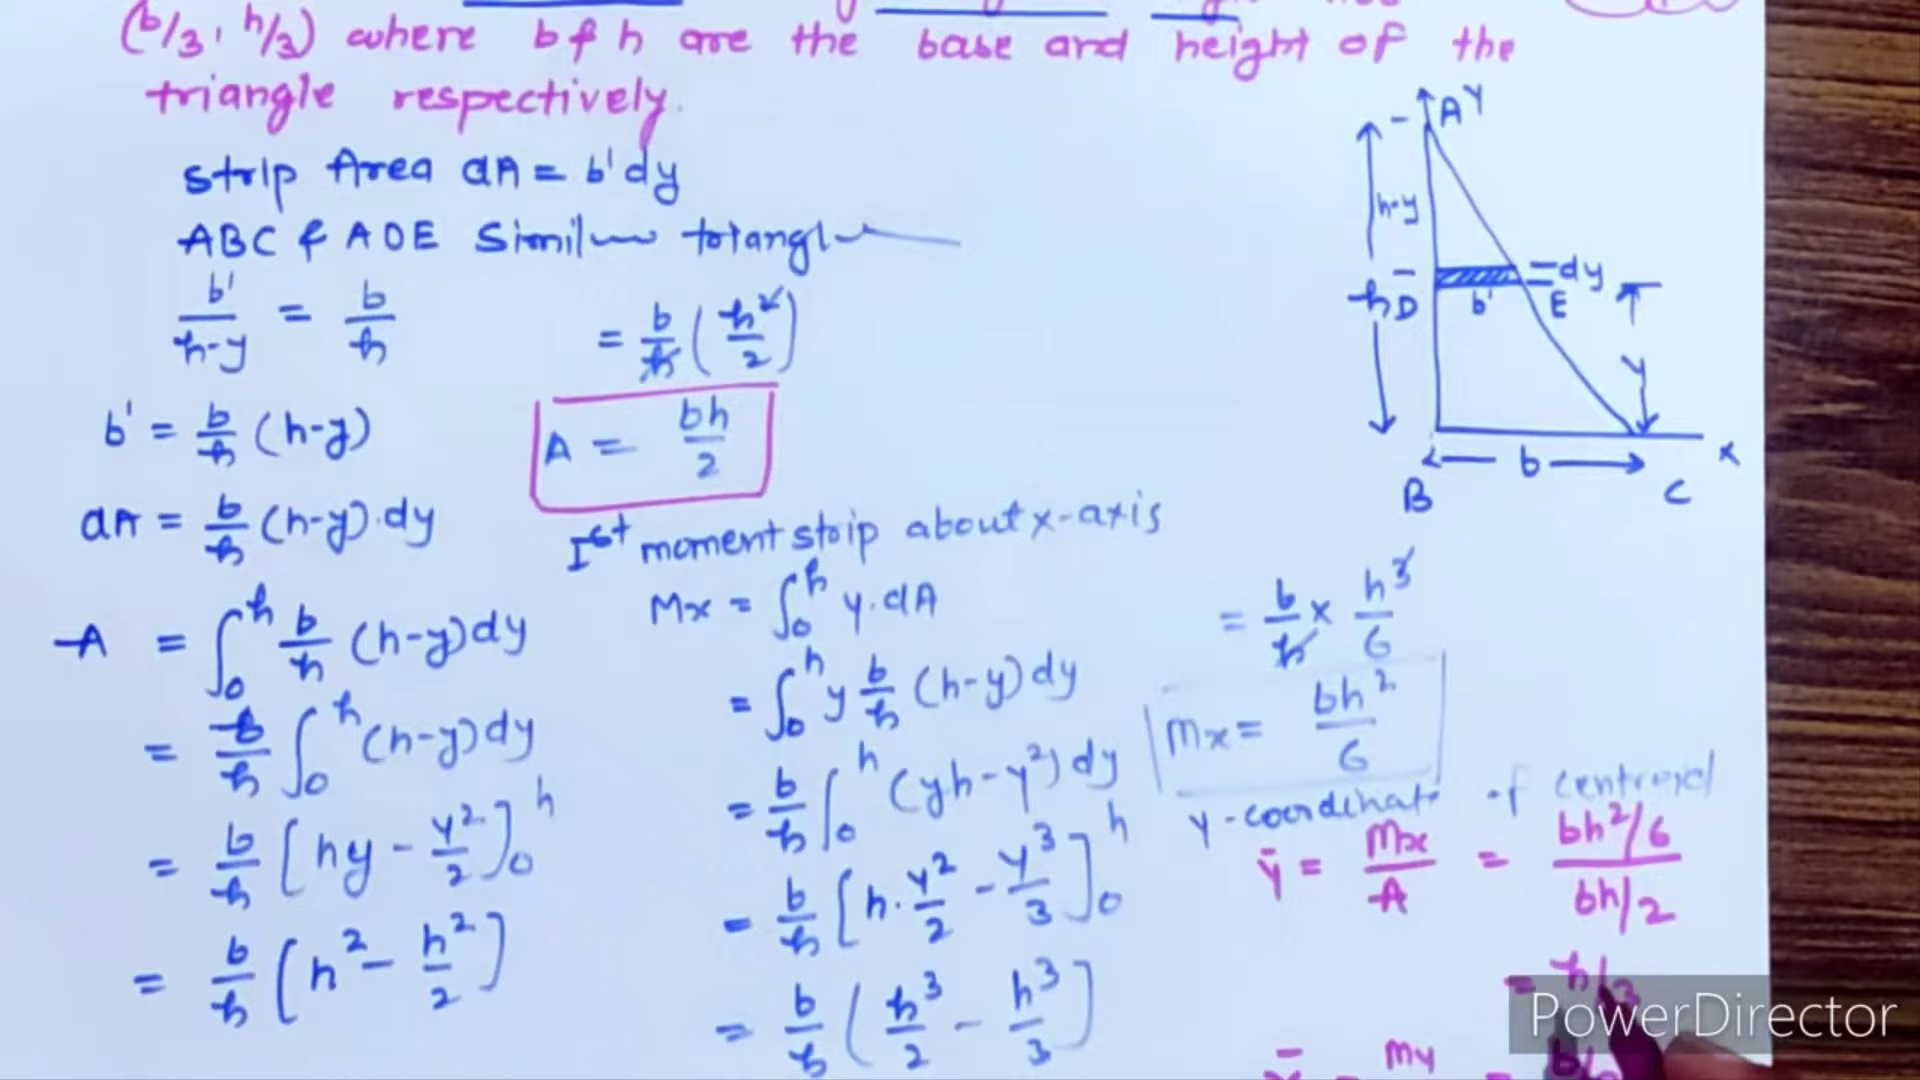 (b/3, h/3) where b & h are the base and height of the
triangle respectively.
Strip Area dA = b'dy
ABC & ADE Similar triangle
b'/h-y = b/h
b' = b/h (h-y)
dA = b/h (h-y).dy
A = ∫₀ʰ b/h (h-y)dy
= b/h ∫₀ʰ (h-y)dy
= b/h [hy - y²/2]₀ʰ
= b/h (h² - h²/2]
= b/h (h²/2)
A = bh/2
Ist moment strip about x-axis
Mx = ∫₀ʰ y.dA
= ∫₀ʰ y b/h (h-y)dy
= b/h ∫₀ʰ (yh-y²) dy
= b/h [h.y²/2 - y³/3]₀ʰ
= b/h (h³/2 - h³/3]
= b/h x h³/6
Mx = bh²/6
y-coordinate of centroid
ȳ = Mx/A = bh²/6 / bh/2
= h/3
My
A Y
h-y
dy
h D b' E
y
b x
B C
PowerDirector